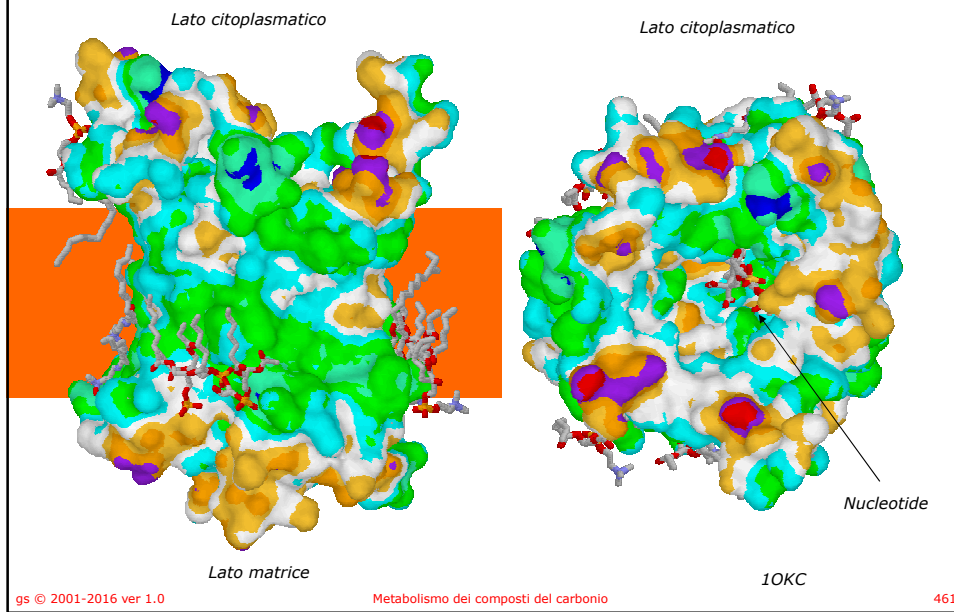 Lato citoplasmatico
Lato citoplasmatico
Nucleotide
Lato matrice
1OKC
gs © 2001-2016 ver 1.0
Metabolismo dei composti del carbonio
461